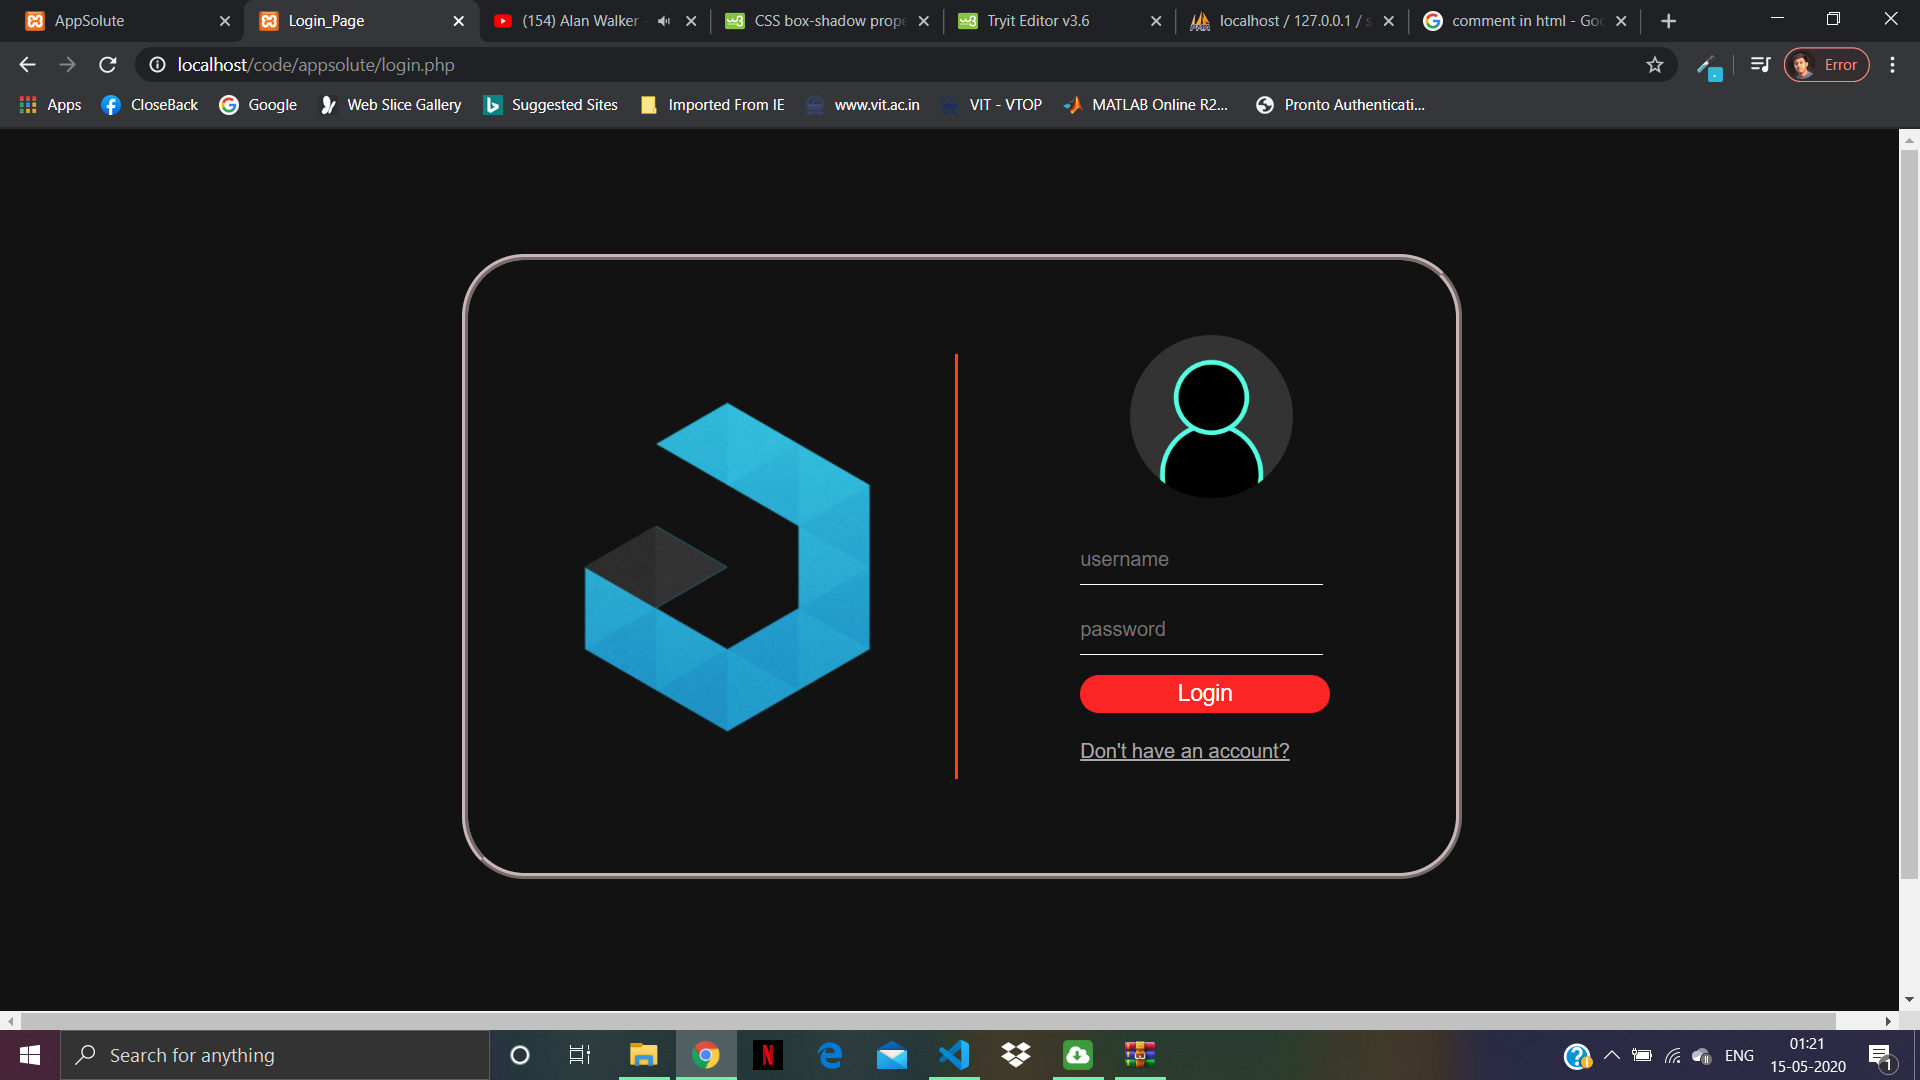 AppSolute
Login_Page
(154) Alan Walker -
CSS box-shadow prope
Tryit Editor v3.6
localhost / 127.0.0.1 / s
comment in html - Goo
localhost/code/appsolute/login.php
Error
Apps
CloseBack
Google
Web Slice Gallery
Suggested Sites
Imported From IE
www.vit.ac.in
VIT - VTOP
MATLAB Online R2...
Pronto Authenticati...
username
password
Login
Don't have an account?
Search for anything
ENG
01:21
15-05-2020
1